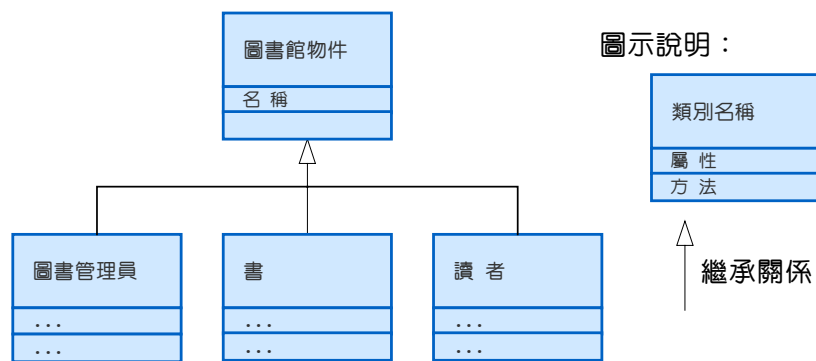 圖書館物件
名 稱
圖示說明：
類別名稱
屬 性
方 法
繼承關係
圖書管理員
...
...
書
...
...
讀 者
...
...